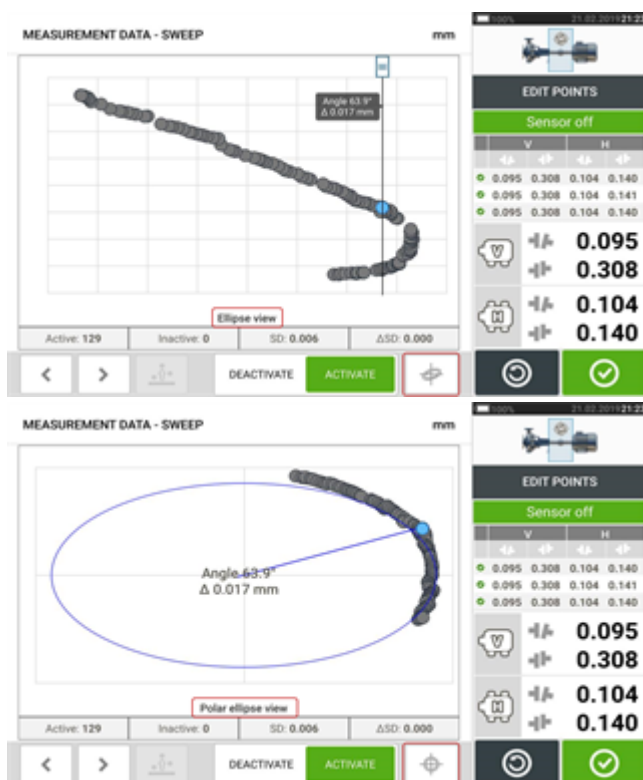 100% 21.02.2019 21:23
MEASUREMENT DATA - SWEEP mm
Angle 63.9°
Δ 0.017 mm
EDIT POINTS
Sensor off
V H
0.095 0.308 0.104 0.140
0.095 0.308 0.104 0.141
0.095 0.308 0.104 0.140
V 0.095
0.308
H 0.104
0.140
Ellipse view
Active: 129 Inactive: 0 SD: 0.006 ΔSD: 0.000
DEACTIVATE ACTIVATE
100% 21.02.2019
MEASUREMENT DATA - SWEEP mm
Angle 63.9°
Δ 0.017 mm
EDIT POINTS
Sensor off
V H
0.095 0.308 0.104 0.140
0.095 0.308 0.104 0.141
0.095 0.308 0.104 0.140
V 0.095
0.308
H 0.104
0.140
Polar ellipse view
Active: 129 Inactive: 0 SD: 0.006 ΔSD: 0.000
DEACTIVATE ACTIVATE